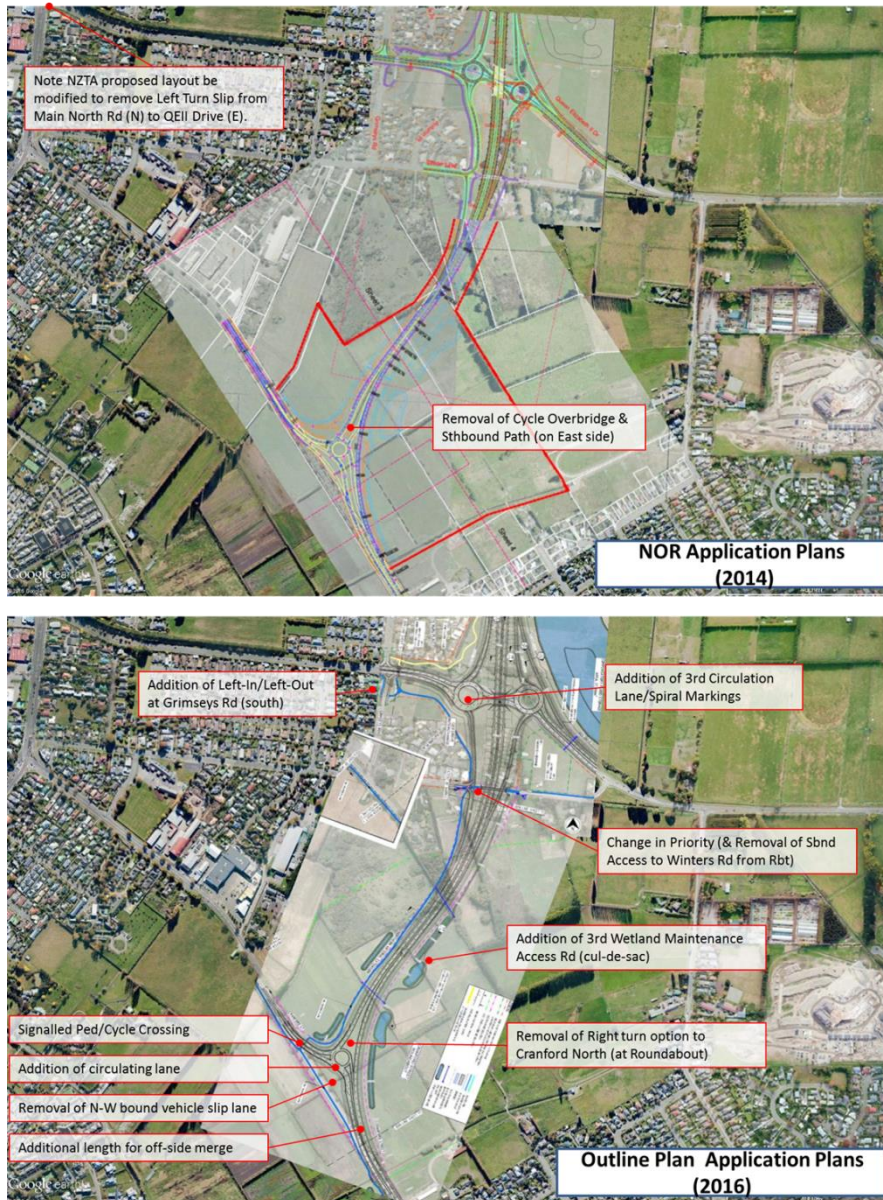 Note NZTA proposed layout be
modified to remove Left Turn Slip from
Main North Rd (N) to QEII Drive (E).
Sheet 3
Removal of Cycle Overbridge &
Sthbound Path (on East side)
Sheet 4
NOR Application Plans
(2014)
Google earth
Addition of Left-In/Left-Out
at Grimseys Rd (south)
Addition of 3rd Circulation
Lane/Spiral Markings
Change in Priority (& Removal of Sbnd
Access to Winters Rd from Rbt)
Addition of 3rd Wetland Maintenance
Access Rd (cul-de-sac)
Signalled Ped/Cycle Crossing
Removal of Right turn option to
Cranford North (at Roundabout)
Addition of circulating lane
Removal of N-W bound vehicle slip lane
Additional length for off-side merge
Outline Plan Application Plans
(2016)
Google earth